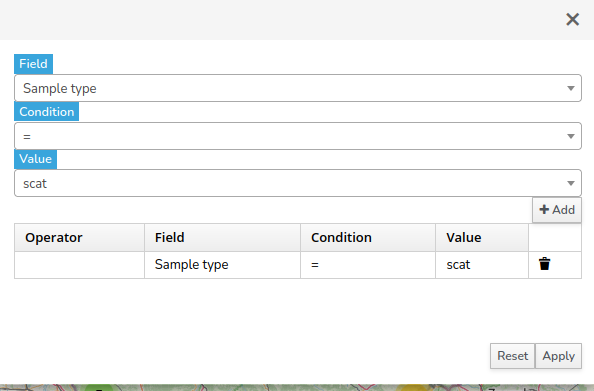 ×
Field
Sample type
Condition
=
Value
scat
+ Add
Operator Field Condition Value
Sample type = scat
Reset Apply